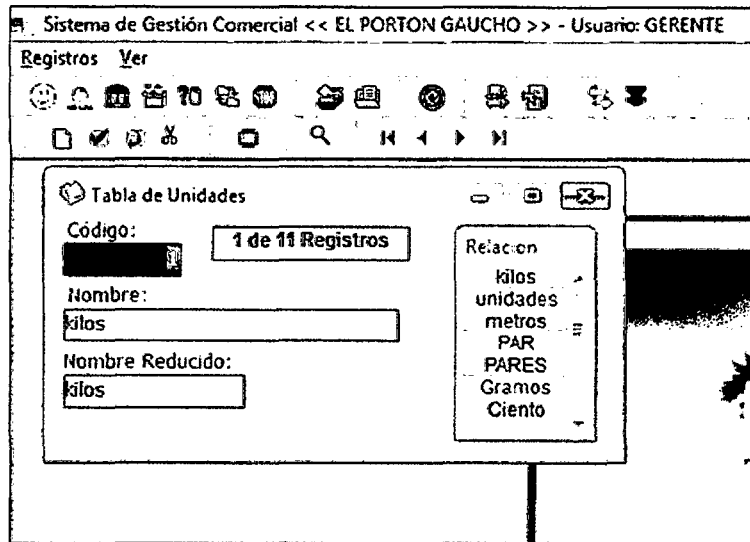 Sistema de Gestión Comercial << EL PORTON GAUCHO >> - Usuario: GERENTE
Registros Ver
Tabla de Unidades
Código:
1 de 11 Registros
Nombre:
kilos
Nombre Reducido:
kilos
Relacion
kilos
unidades
metros
PAR
PARES
Gramos
Ciento